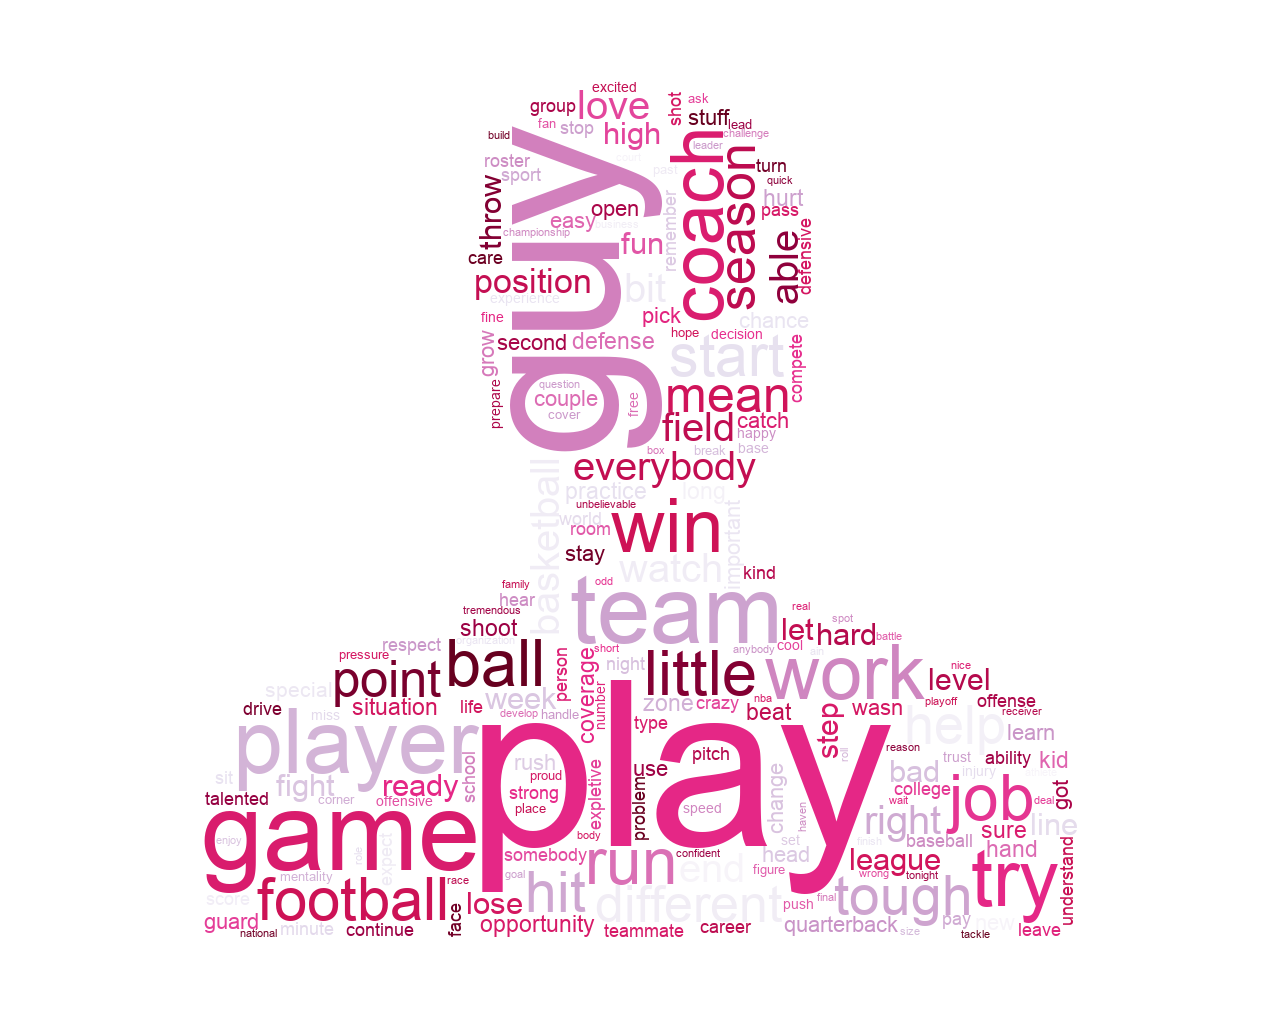 excited
group
love
shot
ask
stuff
lead
fan
stop
high
build
challenge
leader
guy
coach
season
roster
sport
turn
quick
past
throw
easy
open
remember
hurt
pass
championship
care
fun
able
defensive
position
experience
bit
fine
pick
chance
hope
decision
grow
second
defense
start
compete
prepare
question
couple
cover
free
mean
field
catch
happy
box
break
base
everybody
basketball
practice
long
unbelievable
world
room
win
important
stay
watch
kind
family
odd
hear
team
tremendous
shoot
real
spot
let
hard
battle
respect
pressure
ball
person
coverage
short
night
anybody
cool
point
little
work
level
nice
special
situation
life
week
number
zone
crazy
nba
beat
wasn
playoff
offense
receiver
drive
miss
develop
handle
type
step
help
learn
player
play
pitch
roll
reason
trust
ability
kid
sit
fight
ready
school
rush
proud
strong
use
bad
injury
college
talented
corner
offensive
place
expletive
problem
speed
change
haven
wait
job
deal
got
game
enjoy
role
expect
body
set
right
baseball
sure
line
hand
finish
somebody
run
confident
end
head
figure
league
wrong
tonight
try
understand
mentality
race
goal
score
football
lose
hit
different
push
final
tough
guard
national
minute
continue
face
opportunity
teammate
career
quarterback
size
pay
tackle
new
leave